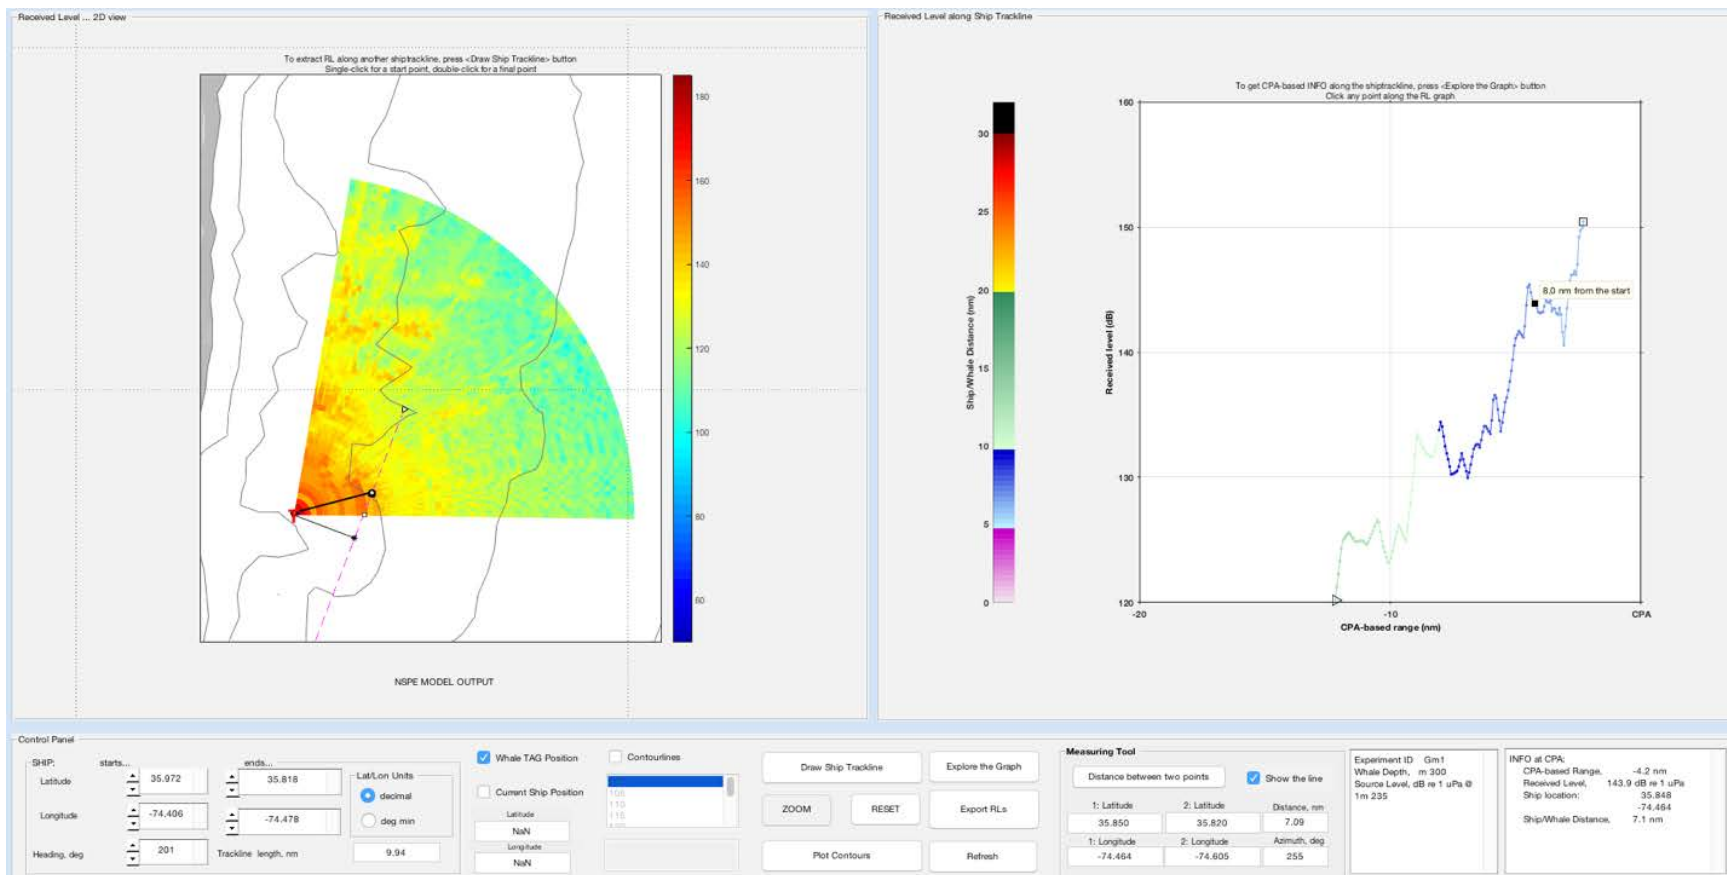 Received Level ... 2D view
To extract RL along another shiptrackline, press <Draw Ship Trackline> button
Single-click for a start point, double-click for a final point
180
160
140
120
100
80
60
NSPE MODEL OUTPUT
Received Level along Ship Trackline
To get CPA-based INFO along the shiptrackline, press <Explore the Graph> button
Click any point along the RL graph
30
25
20
15
10
5
0
Ship/Whale Distance (nm)
160
150
140
130
120
Received level (dB)
8.0 nm from the start
-20
-10
CPA
CPA-based range (nm)
Control Panel
SHIP:
starts...
ends...
Latitude
35.972
35.818
Longitude
-74.406
-74.478
Heading, deg
201
Trackline length, nm
9.94
Lat/Lon Units
decimal
deg min
Whale TAG Position
Current Ship Position
Latitude
NaN
Longitude
NaN
Contourlines
105
110
115
Draw Ship Trackline
ZOOM
RESET
Plot Contours
Explore the Graph
Export RLs
Refresh
Measuring Tool
Distance between two points
Show the line
1: Latitude
2: Latitude
Distance, nm
35.850
35.820
7.09
1: Longitude
2: Longitude
Azimuth, deg
-74.464
-74.605
255
Experiment ID Gm1
Whale Depth, m 300
Source Level, dB re 1 uPa @
1m 235
INFO at CPA:
CPA-based Range, -4.2 nm
Received Level, 143.9 dB re 1 uPa
Ship location: 35.848
-74.464
Ship/Whale Distance, 7.1 nm